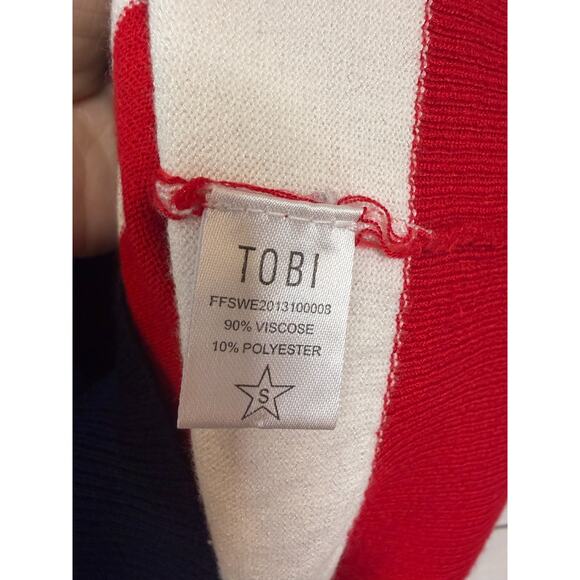 TOBI
FFSWE2013100008
90% VISCOSE
10% POLYESTER
S